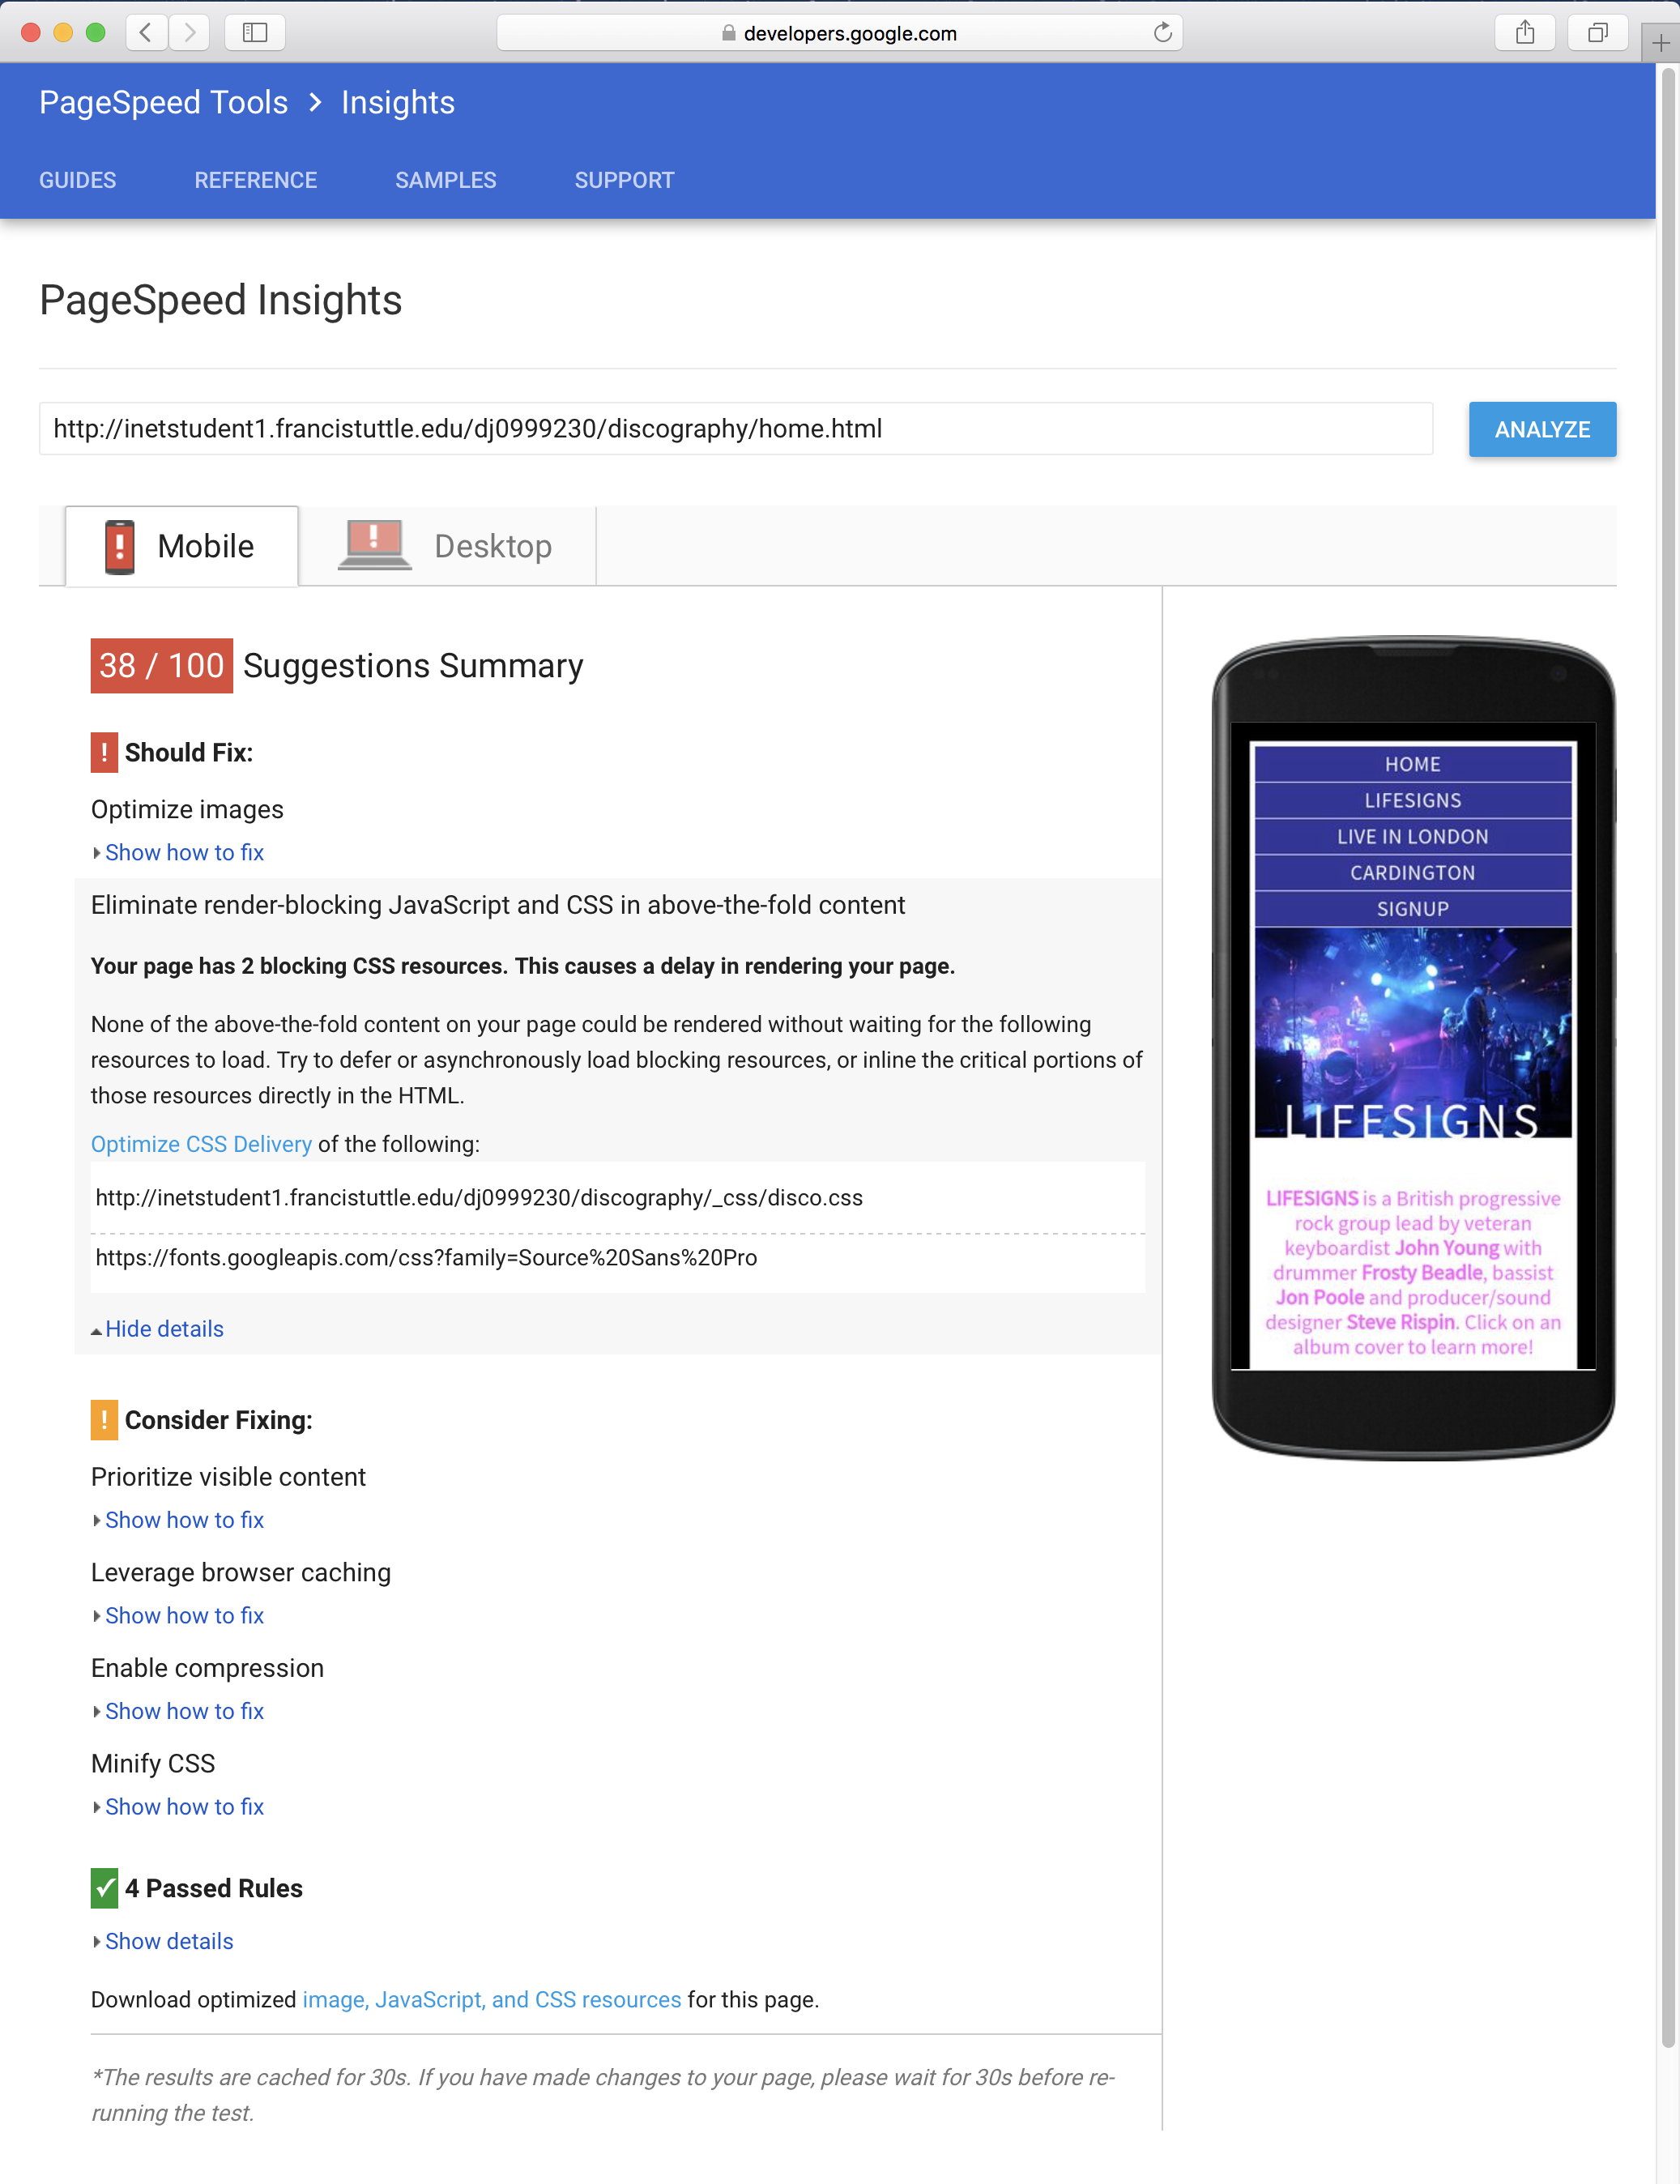 developers.google.com
PageSpeed Tools > Insights
GUIDES REFERENCE SAMPLES SUPPORT
PageSpeed Insights
http://inetstudent1.francistuttle.edu/dj0999230/discography/home.html
ANALYZE
! Mobile
! Desktop
38 / 100 Suggestions Summary
! Should Fix:
Optimize images
Show how to fix
Eliminate render-blocking JavaScript and CSS in above-the-fold content
Your page has 2 blocking CSS resources. This causes a delay in rendering your page.
None of the above-the-fold content on your page could be rendered without waiting for the following
resources to load. Try to defer or asynchronously load blocking resources, or inline the critical portions of
those resources directly in the HTML.
Optimize CSS Delivery of the following:
http://inetstudent1.francistuttle.edu/dj0999230/discography/_css/disco.css
https://fonts.googleapis.com/css?family=Source%20Sans%20Pro
Hide details
! Consider Fixing:
Prioritize visible content
Show how to fix
Leverage browser caching
Show how to fix
Enable compression
Show how to fix
Minify CSS
Show how to fix
4 Passed Rules
Show details
Download optimized image, JavaScript, and CSS resources for this page.
*The results are cached for 30s. If you have made changes to your page, please wait for 30s before re-
running the test.
HOME
LIFESIGNS
LIVE IN LONDON
CARDINGTON
SIGNUP
LIFESIGNS
LIFESIGNS is a British progressive
rock group lead by veteran
keyboardist John Young with
drummer Frosty Beadle, bassist
Jon Poole and producer/sound
designer Steve Rispin. Click on an
album cover to learn more!